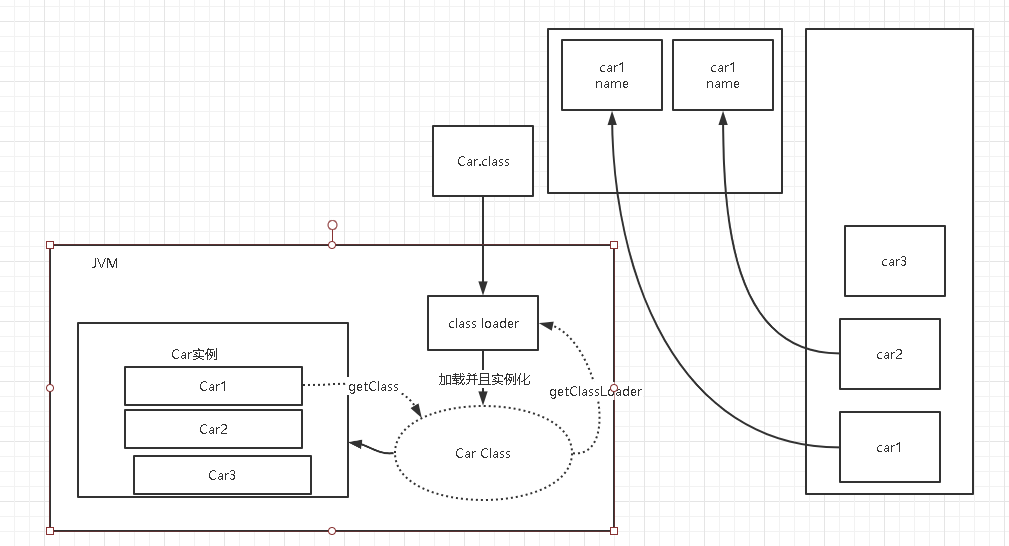 car1
name
car1
name
Car.class
car3
JVM
class loader
car2
Car实例
加载并且实例化
Car1
getClass
getClassLoader
Car2
car1
Car Class
Car3